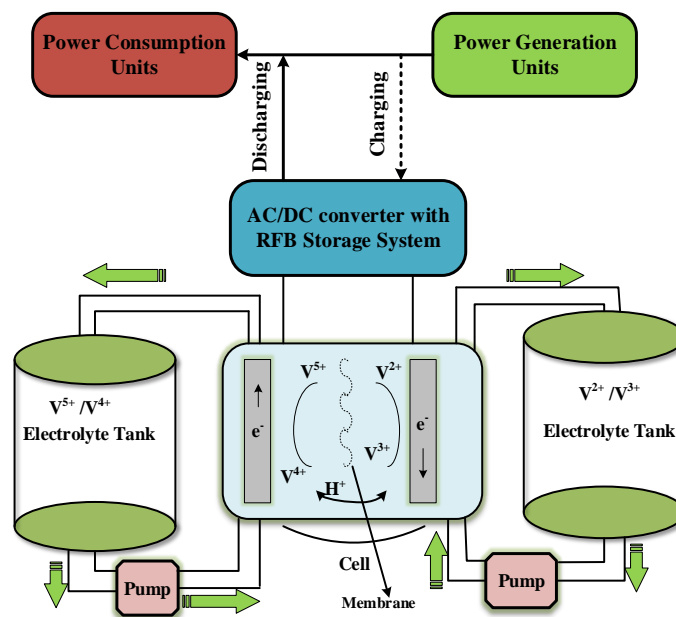 Power Consumption
Units
Power Generation
Units
Discharging
Charging
AC/DC converter with
RFB Storage System
V⁵⁺ /V⁴⁺
Electrolyte Tank
V⁵⁺
V²⁺
e⁻
e⁻
V⁴⁺
V³⁺
H⁺
V²⁺ /V³⁺
Electrolyte Tank
Cell
Pump
Pump
Membrane